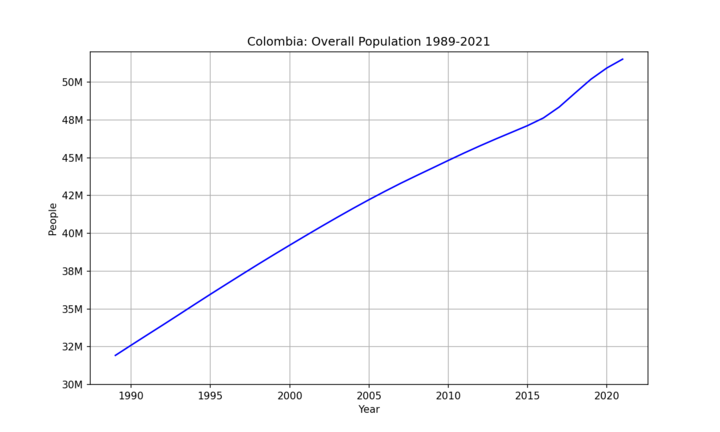 Colombia: Overall Population 1989-2021
50M
48M
45M
42M
40M
38M
35M
32M
30M
People
1990 1995 2000 2005 2010 2015 2020
Year